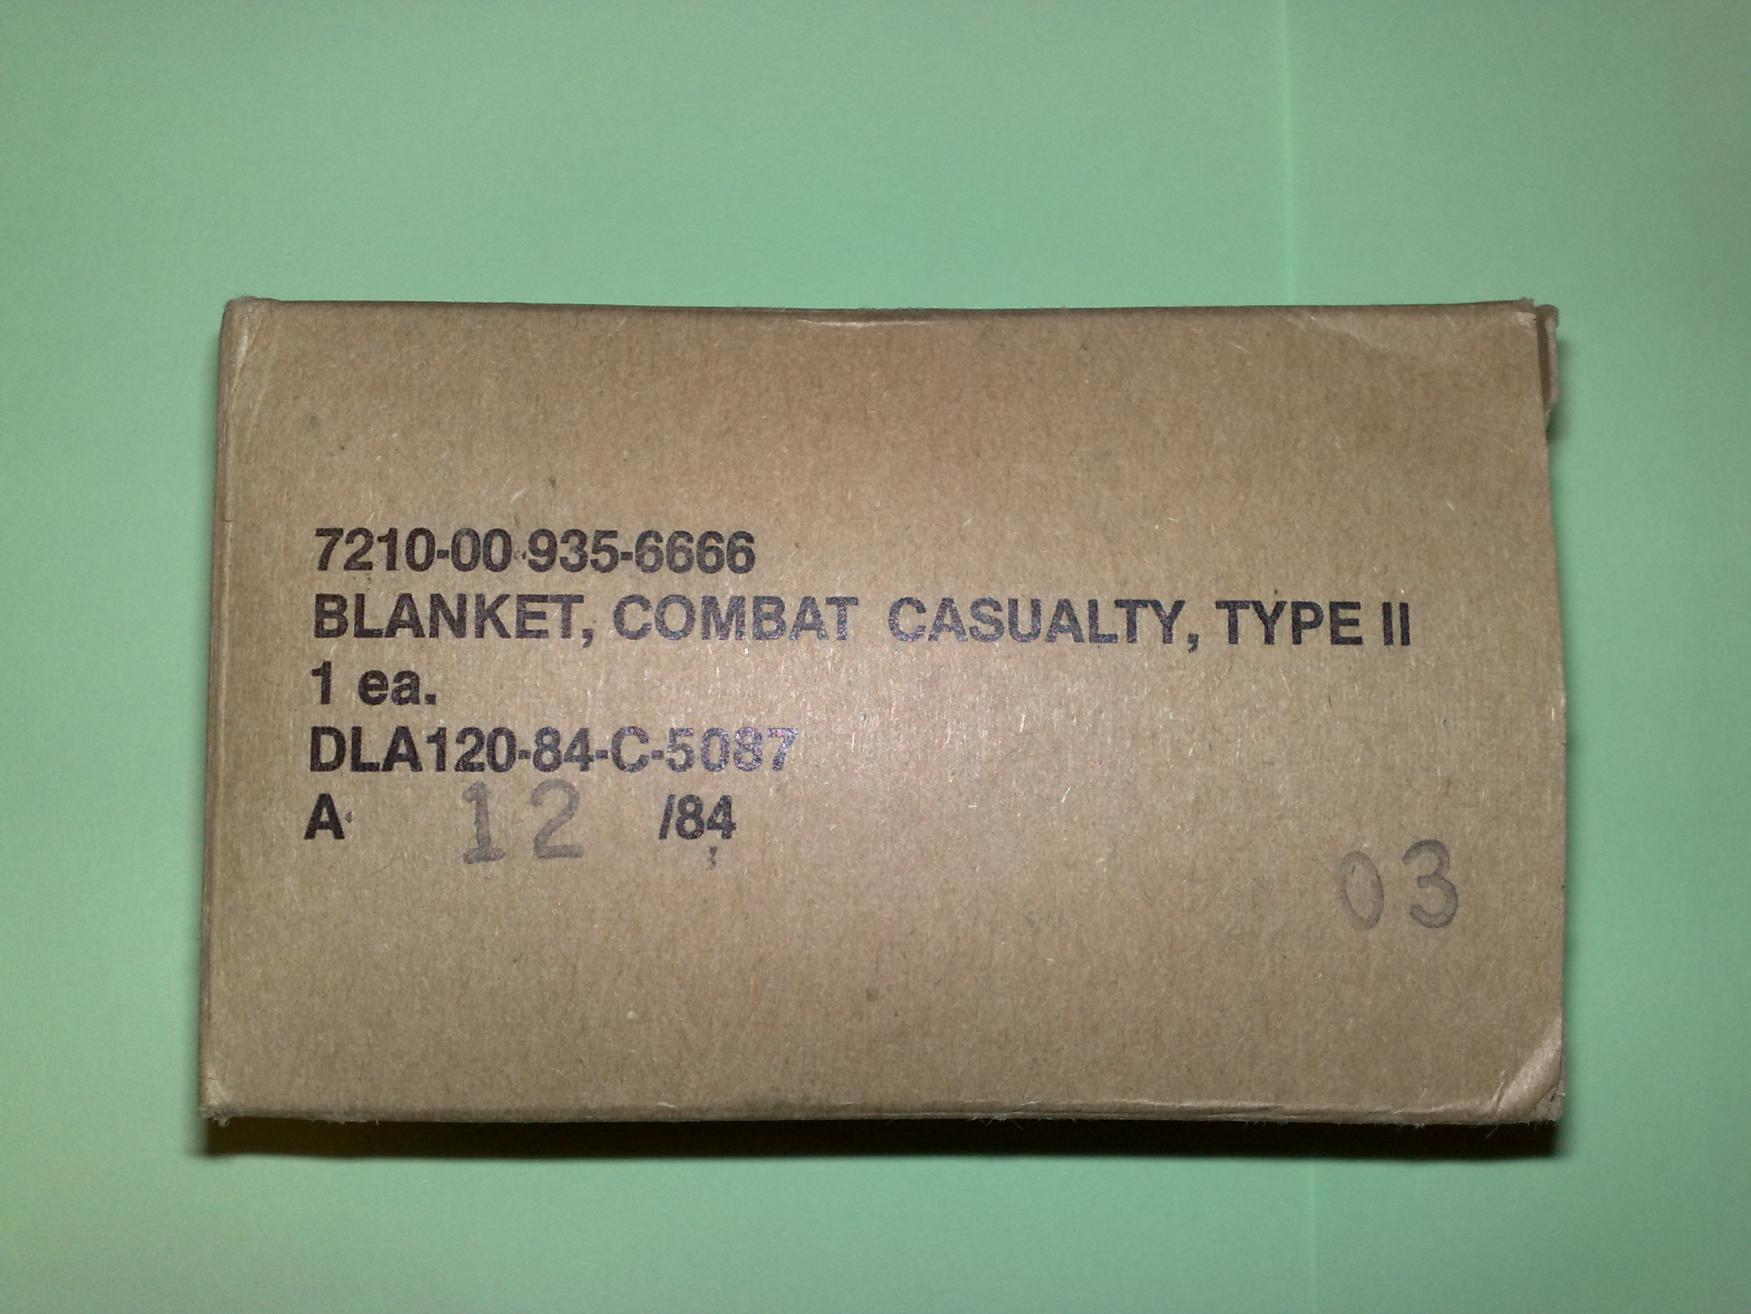 7210-00-935-6666
BLANKET, COMBAT CASUALTY, TYPE II
1 ea.
DLA120-84-C-5087
A 12 /84
03